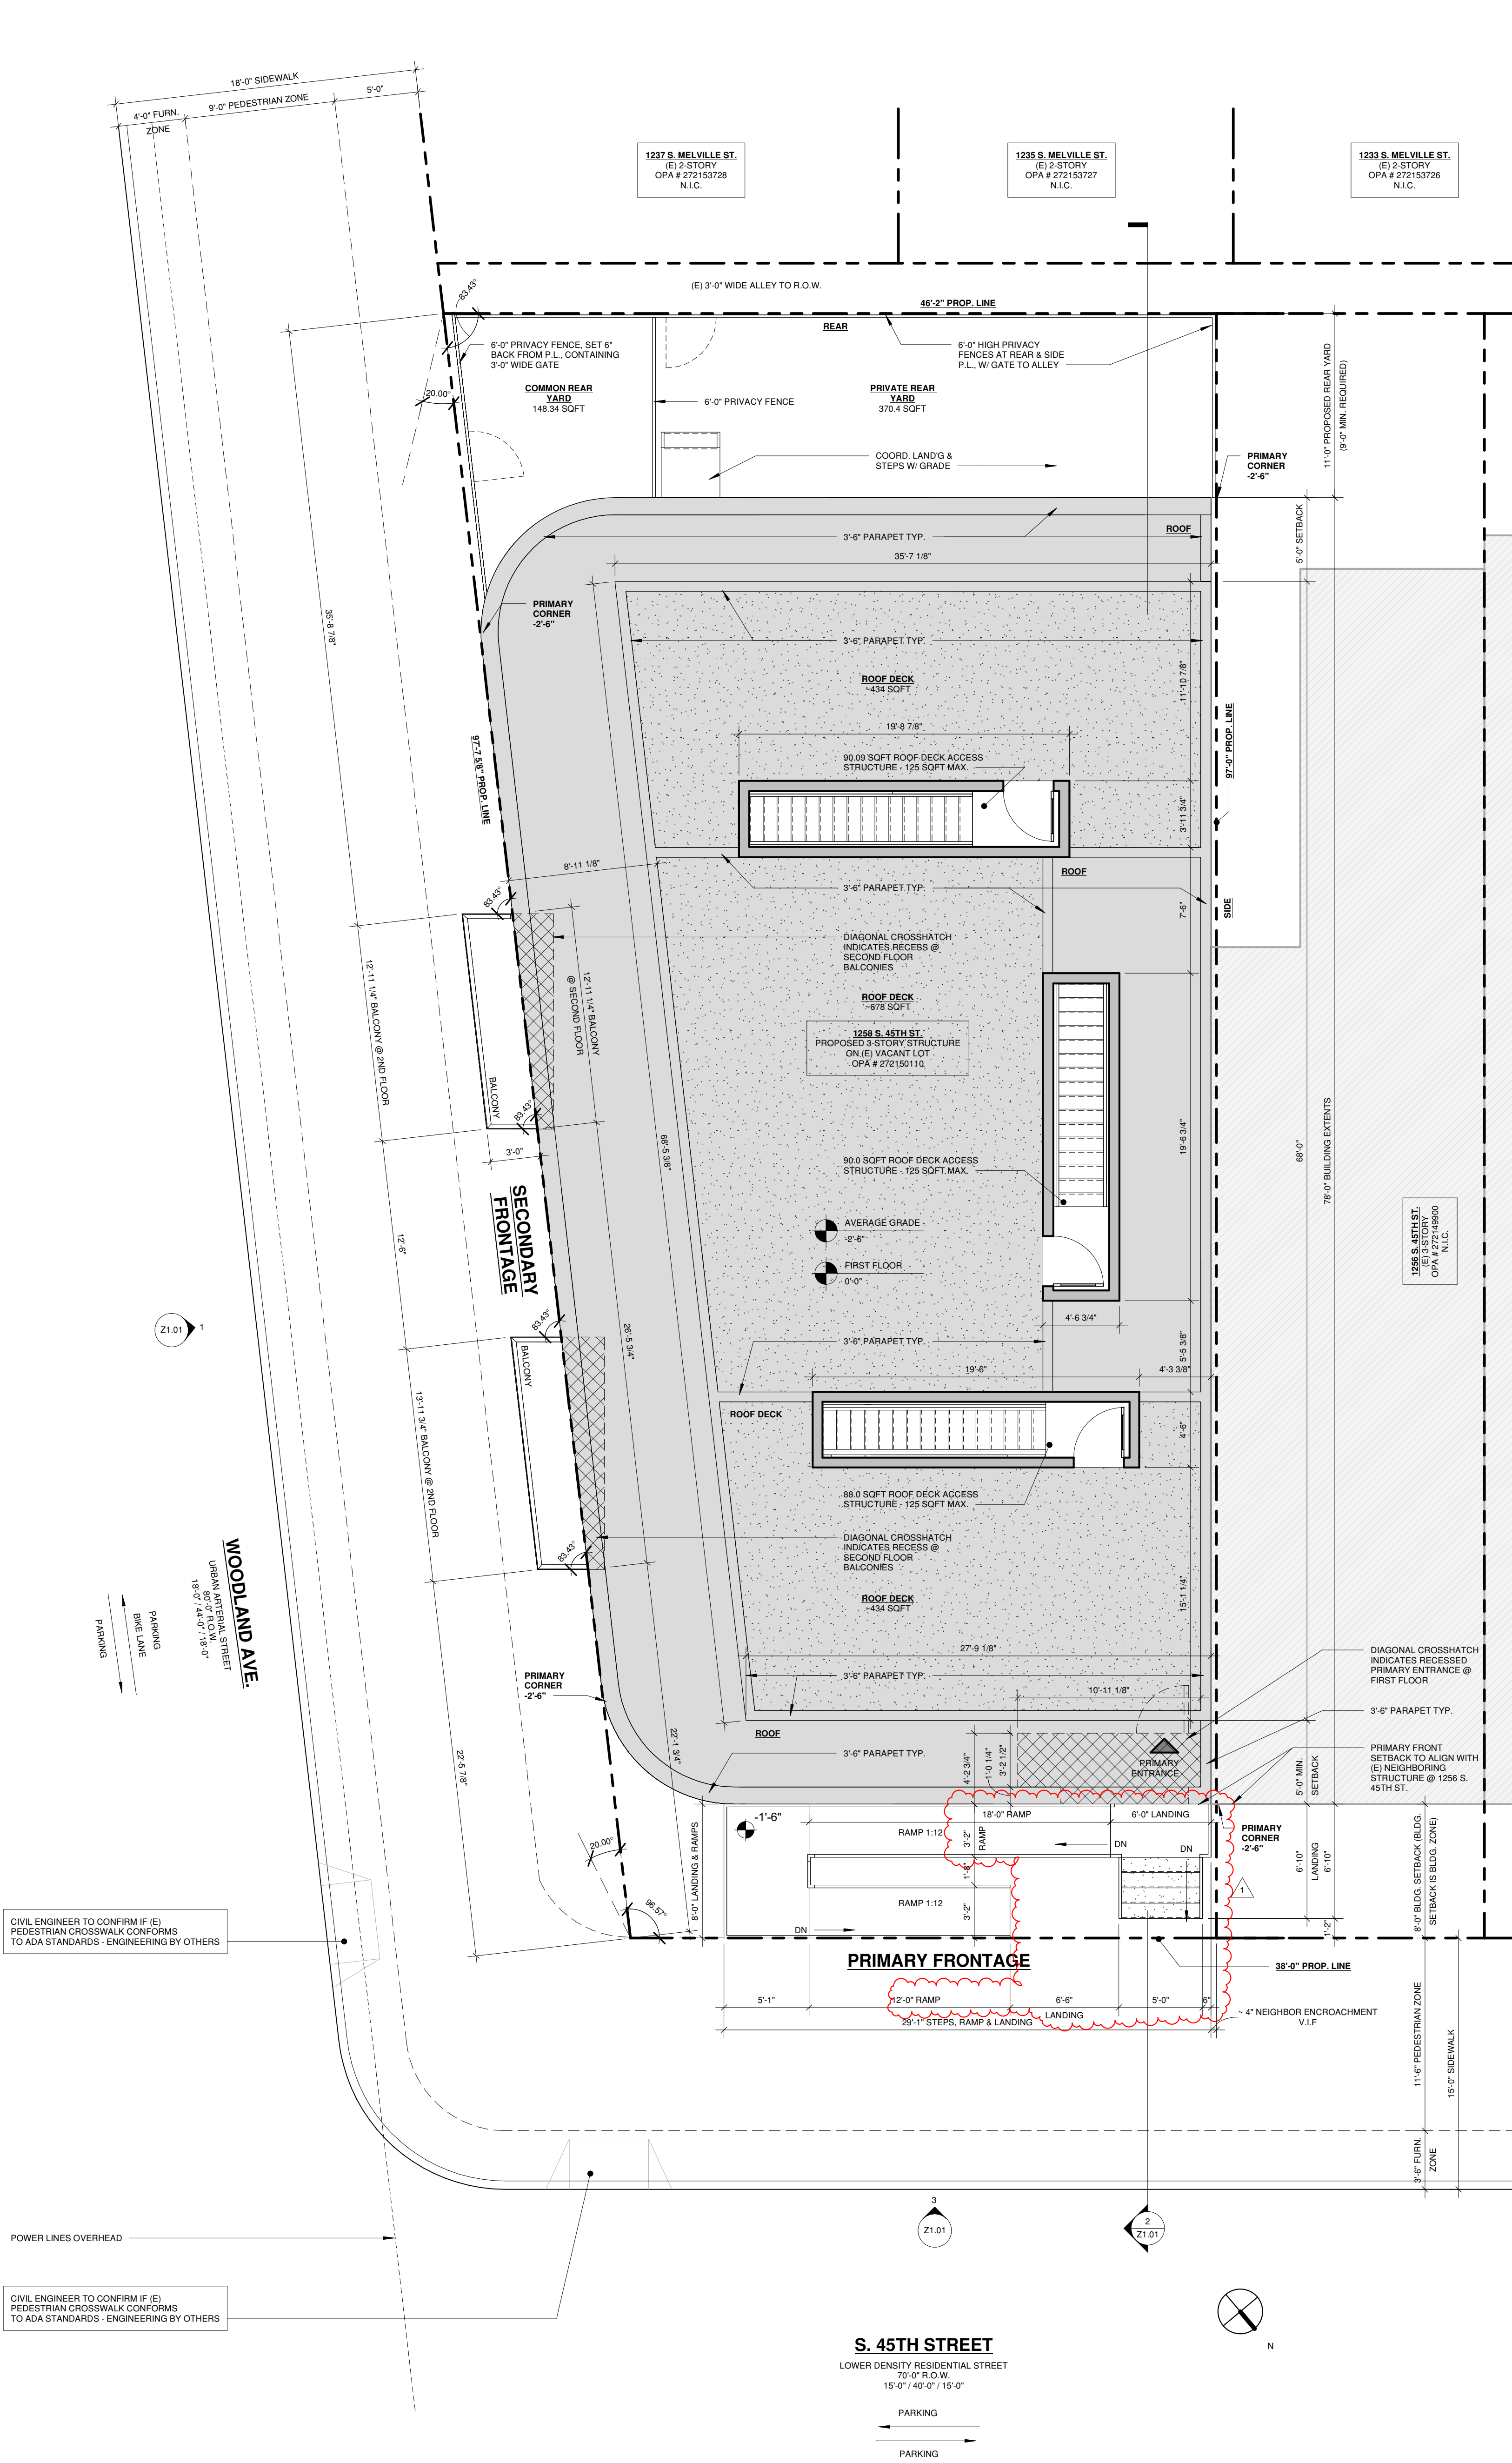 18'-0" SIDEWALK
4'-0" FURN.
ZONE
9'-0" PEDESTRIAN ZONE
5'-0"
1237 S. MELVILLE ST.
(E) 2-STORY
OPA # 272153728
N.I.C.
1235 S. MELVILLE ST.
(E) 2-STORY
OPA # 272153727
N.I.C.
1233 S. MELVILLE ST.
(E) 2-STORY
OPA # 272153726
N.I.C.
(E) 3'-0" WIDE ALLEY TO R.O.W.
46'-2" PROP. LINE
REAR
83.43°
6'-0" PRIVACY FENCE, SET 6"
BACK FROM P.L., CONTAINING
3'-0" WIDE GATE
6'-0" HIGH PRIVACY
FENCES AT REAR & SIDE
P.L., W/ GATE TO ALLEY
COMMON REAR
YARD
148.34 SQFT
PRIVATE REAR
YARD
370.4 SQFT
20.00°
6'-0" PRIVACY FENCE
11'-0" PROPOSED REAR YARD
(9'-0" MIN. REQUIRED)
COORD. LAND'G &
STEPS W/ GRADE
PRIMARY
CORNER
-2'-6"
ROOF
3'-6" PARAPET TYP.
5'-0" SETBACK
35'-7 1/8"
35'-8 7/8"
PRIMARY
CORNER
-2'-6"
3'-6" PARAPET TYP.
ROOF DECK
~434 SQFT
11'-10 7/8"
19'-8 7/8"
97'-7 5/8" PROP. LINE
97'-0" PROP. LINE
90.09 SQFT ROOF DECK ACCESS
STRUCTURE - 125 SQFT MAX.
3'-11 3/4"
8'-11 1/8"
ROOF
83.43°
3'-6" PARAPET TYP.
7'-6"
SIDE
DIAGONAL CROSSHATCH
INDICATES RECESS @
SECOND FLOOR
BALCONIES
12'-11 1/4" BALCONY @ 2ND FLOOR
12'-11 1/4" BALCONY
@ SECOND FLOOR
ROOF DECK
~678 SQFT
1258 S. 45TH ST.
PROPOSED 3-STORY STRUCTURE
ON (E) VACANT LOT
OPA # 272150110
BALCONY
83.43°
3'-0"
68'-5 3/8"
19'-6 3/4"
68'-0"
78'-0" BUILDING EXTENTS
90.0 SQFT ROOF DECK ACCESS
STRUCTURE - 125 SQFT MAX.
SECONDARY
FRONTAGE
12'-6"
AVERAGE GRADE
-2'-6"
FIRST FLOOR
0'-0"
1256 S. 45TH ST.
(E) 3-STORY
OPA # 272149900
N.I.C.
Z1.01
1
83.43°
26'-5 3/4"
4'-6 3/4"
3'-6" PARAPET TYP.
5'-5 3/8"
BALCONY
19'-6"
4'-3 3/8"
13'-11 3/4" BALCONY @ 2ND FLOOR
ROOF DECK
4'-6"
88.0 SQFT ROOF DECK ACCESS
STRUCTURE - 125 SQFT MAX.
83.43°
DIAGONAL CROSSHATCH
INDICATES RECESS @
SECOND FLOOR
BALCONIES
ROOF DECK
~434 SQFT
15'-1 1/4"
WOODLAND AVE.
URBAN ARTERIAL STREET
80'-0" R.O.W.
18'-0" / 44'-0" / 18'-0"
PARKING
BIKE LANE
PARKING
27'-9 1/8"
PRIMARY
CORNER
-2'-6"
3'-6" PARAPET TYP.
10'-11 1/8"
DIAGONAL CROSSHATCH
INDICATES RECESSED
PRIMARY ENTRANCE @
FIRST FLOOR
3'-6" PARAPET TYP.
22'-5 7/8"
22'-1 3/4"
ROOF
3'-6" PARAPET TYP.
4'-2 3/4"
1'-0 1/4"
3'-2 1/2"
PRIMARY
ENTRANCE
5'-0" MIN.
SETBACK
PRIMARY FRONT
SETBACK TO ALIGN WITH
(E) NEIGHBORING
STRUCTURE @ 1256 S.
45TH ST.
-1'-6"
18'-0" RAMP
6'-0" LANDING
RAMP 1:12
3'-2"
RAMP
DN
DN
PRIMARY
CORNER
-2'-6"
20.00°
8'-0" LANDING & RAMPS
1'-8"
6'-10"
LANDING
6'-10"
8'-0" BLDG. SETBACK (BLDG.
SETBACK IS BLDG. ZONE)
1
RAMP 1:12
3'-2"
96.57°
DN
1'-2"
CIVIL ENGINEER TO CONFIRM IF (E)
PEDESTRIAN CROSSWALK CONFORMS
TO ADA STANDARDS - ENGINEERING BY OTHERS
PRIMARY FRONTAGE
38'-0" PROP. LINE
5'-1"
12'-0" RAMP
6'-6"
LANDING
5'-0"
6"
29'-1" STEPS, RAMP & LANDING
~ 4" NEIGHBOR ENCROACHMENT
V.I.F
11'-6" PEDESTRIAN ZONE
15'-0" SIDEWALK
3'-6" FURN.
ZONE
3
Z1.01
2
Z1.01
POWER LINES OVERHEAD
CIVIL ENGINEER TO CONFIRM IF (E)
PEDESTRIAN CROSSWALK CONFORMS
TO ADA STANDARDS - ENGINEERING BY OTHERS
N
S. 45TH STREET
LOWER DENSITY RESIDENTIAL STREET
70'-0" R.O.W.
15'-0" / 40'-0" / 15'-0"
PARKING
PARKING